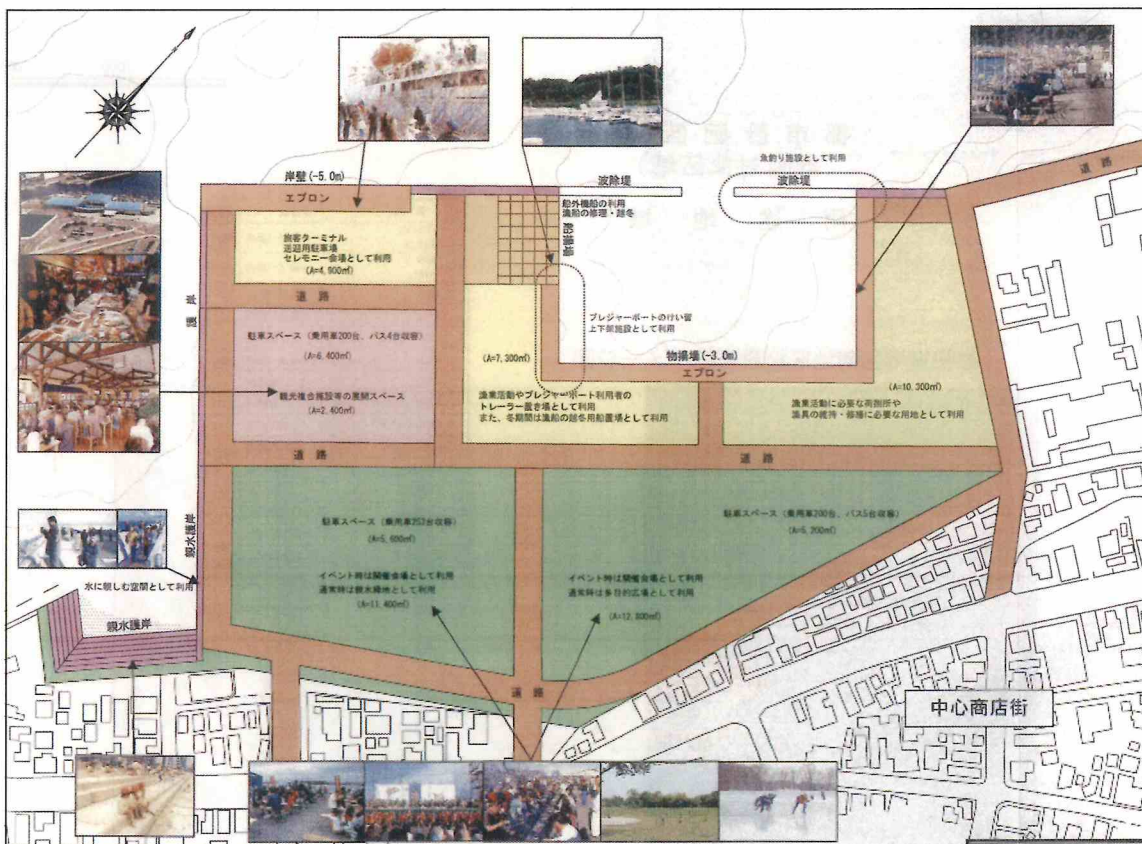 岸壁(-5.0m)
エプロン
波除堤
魚釣り施設として利用
波除堤
道路
船外機船の利用
漁船の修理・越冬
船揚場
旅客ターミナル
送迎用駐車場
セレモニー会場として利用
(A=4,900㎡)
道路
護岸
駐車スペース(乗用車200台、バス4台収容)
(A=6,400㎡)
観光複合施設等の展開スペース
(A=2,400㎡)
プレジャーボートの行い
上下架施設として利用
(A=7,300㎡)
物揚場(-3.0m)
エプロン
漁業活動やプレジャーボート利用者の
トレーラー置き場として利用
また、冬期間は漁船の越冬用船置場として利用
(A=10,300㎡)
漁業活動に必要な荷捌所や
漁具の維持・修繕に必要な用地として利用
道路
道路
親水護岸
駐車スペース(乗用車252台収容)
(A=5,600㎡)
イベント時は開催会場として利用
通常時は親水緑地として利用
(A=11,400㎡)
駐車スペース(乗用車200台、バス5台収容)
(A=6,200㎡)
イベント時は開催会場として利用
通常時は多目的広場として利用
(A=12,800㎡)
水に親しむ空間として利用
親水護岸
道路
中心商店街